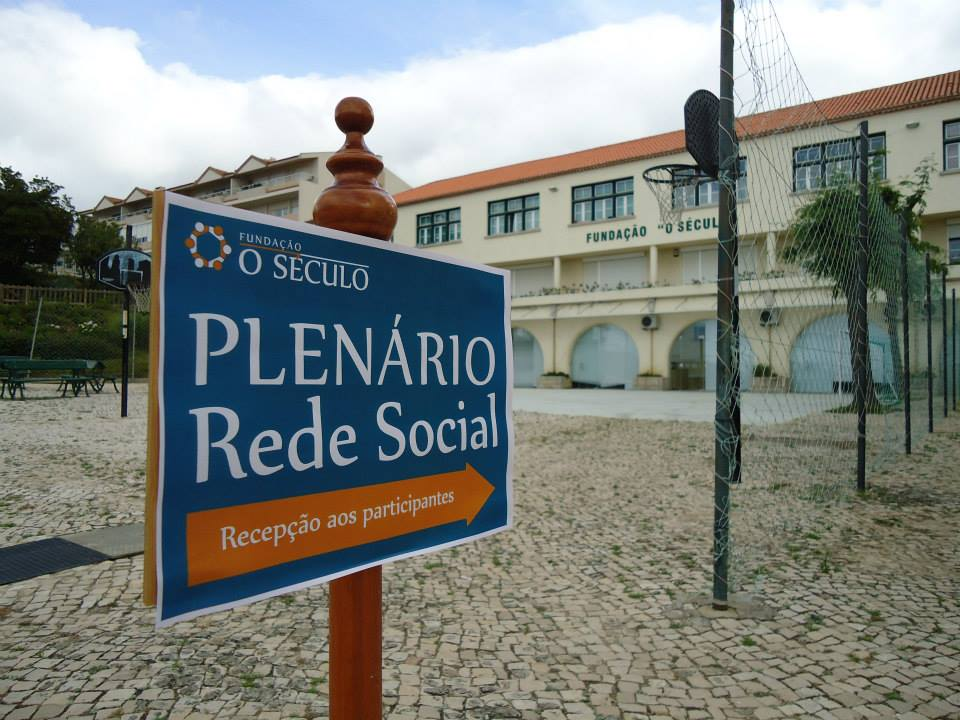 FUNDAÇÃO
O SÉCULO
PLENÁRIO
Rede Social
Recepção aos participantes
FUNDAÇÃO "O SÉCUL